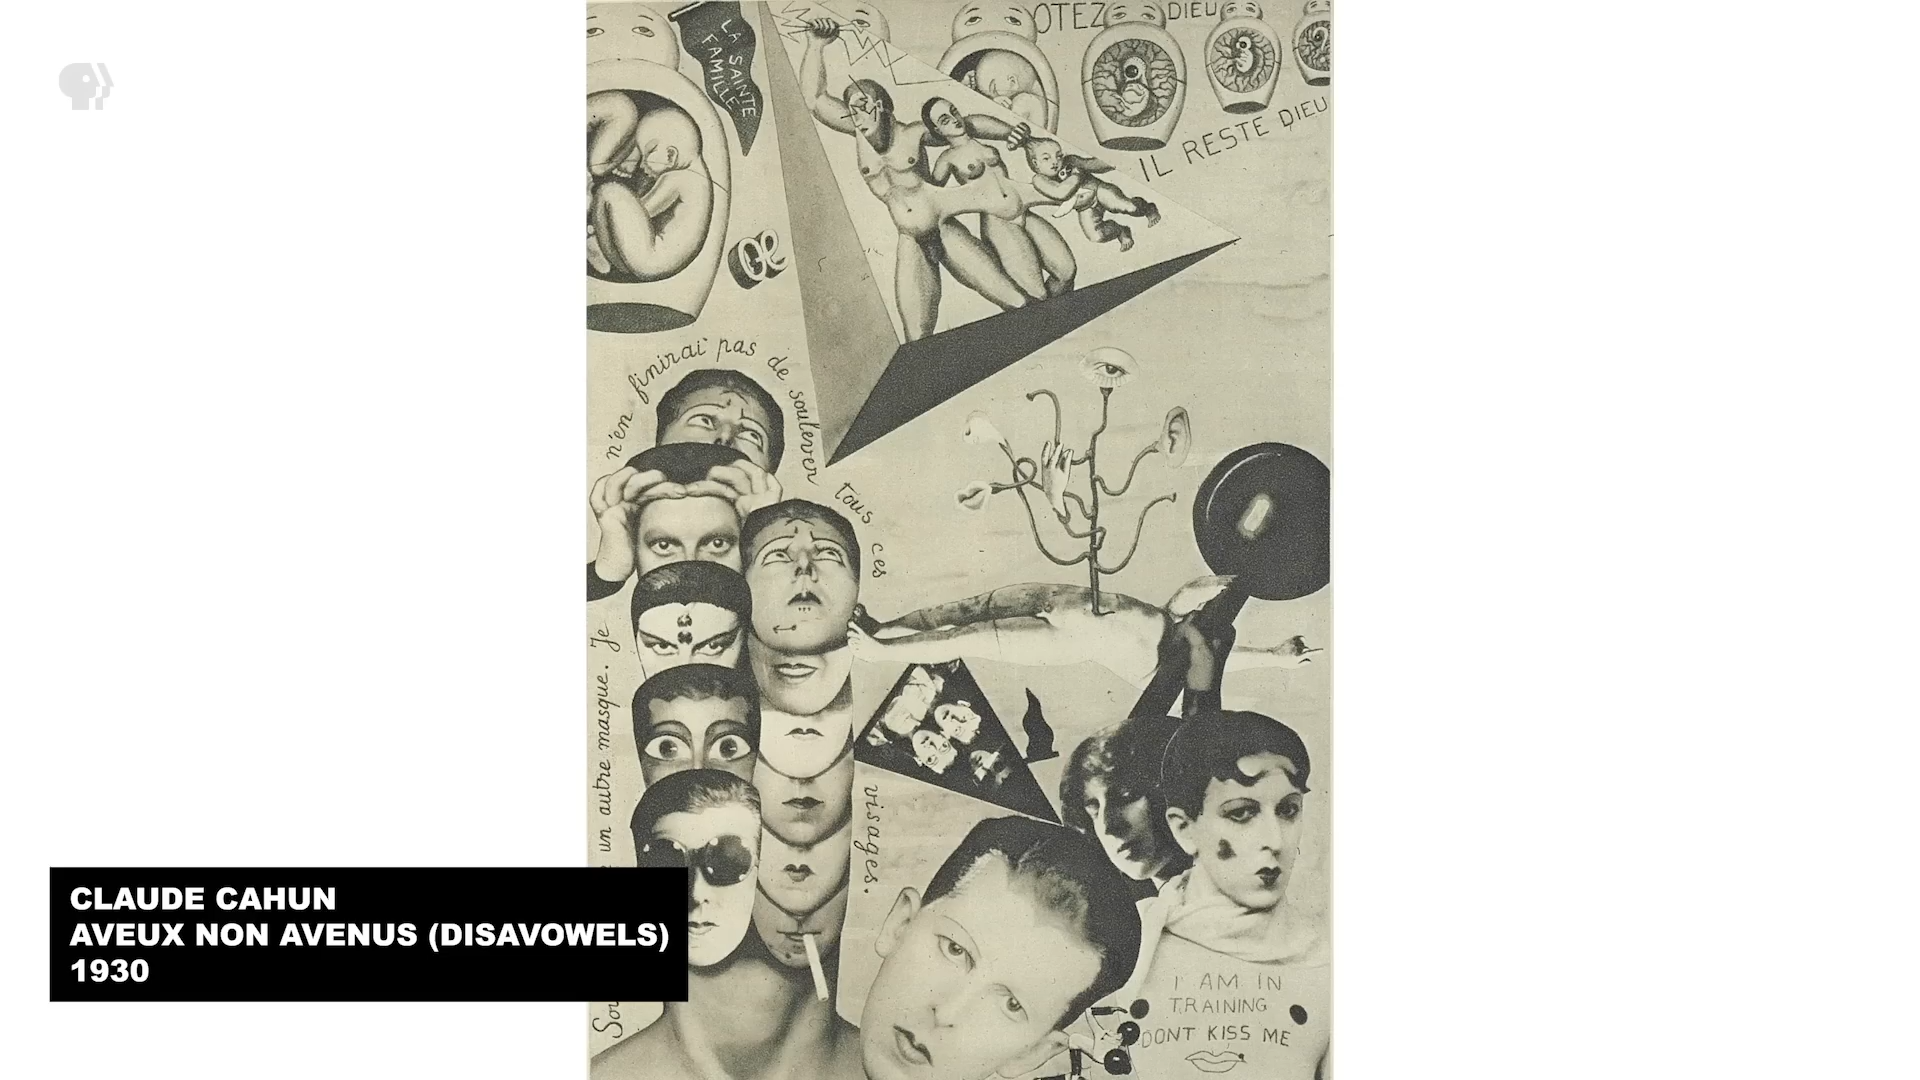 LA SAINTE
FAMILLE
OTEZ DIEU
IL RESTE DIEU
un autre masque. Je n'en finirai pas de soulever tous ces visages.
I AM IN
TRAINING
DONT KISS ME
CLAUDE CAHUN
AVEUX NON AVENUS (DISAVOWELS)
1930